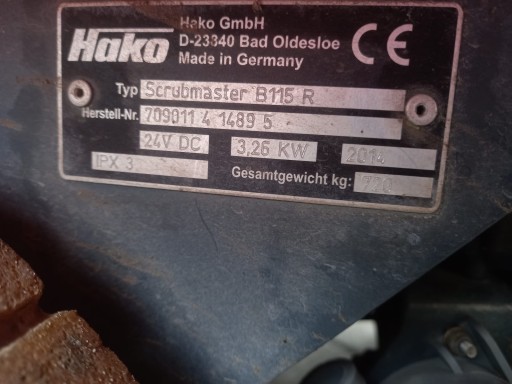 Hako
Hako GmbH
D-23840 Bad Oldesloe
Made in Germany
CE
Typ Scrubmaster B115 R
Herstell-Nr. 709011 4 1489 5
24V DC 3,26 KW 2014
IPX 3 Gesamtgewicht kg: 770